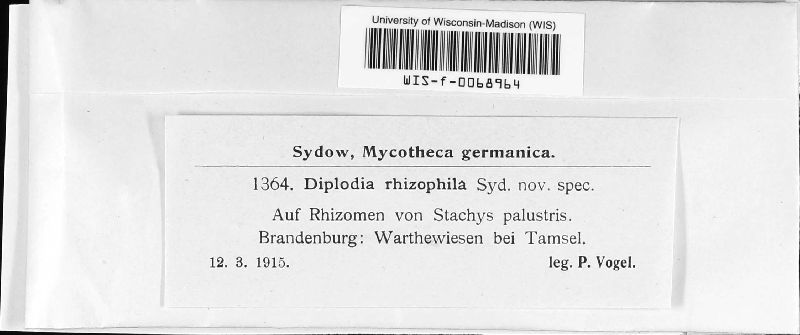 University of Wisconsin-Madison (WIS)
WIS-f-0068964
Sydow, Mycotheca germanica.
1364. Diplodia rhizophila Syd. nov. spec.
Auf Rhizomen von Stachys palustris.
Brandenburg: Warthewiesen bei Tamsel.
12. 3. 1915. leg. P. Vogel.